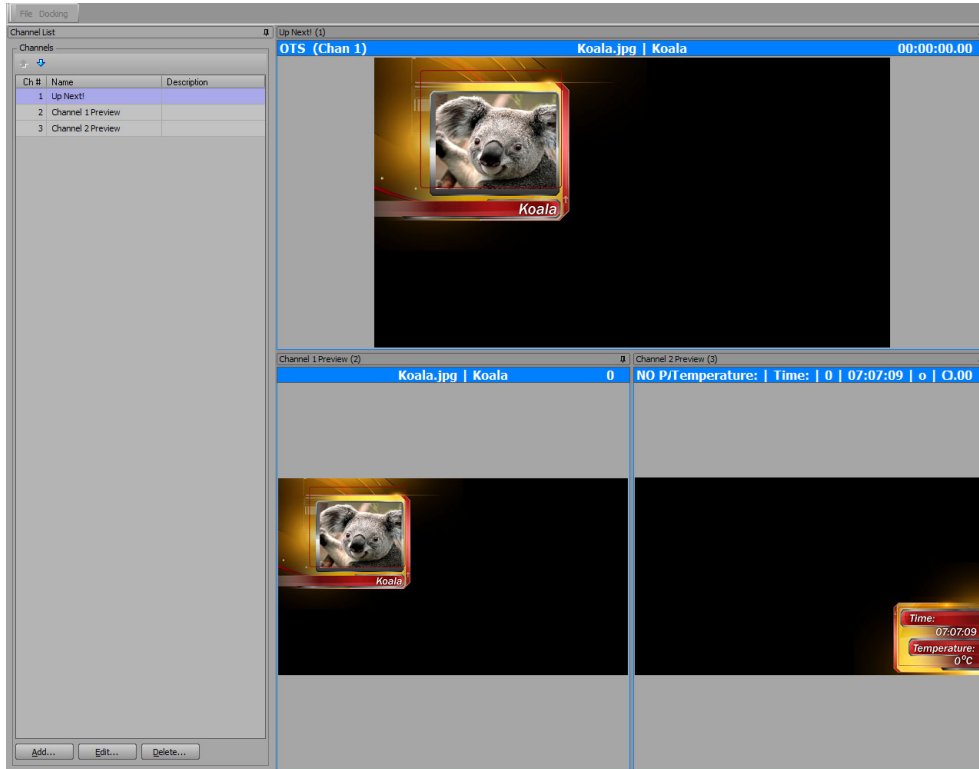 File Docking
Channel List
Channels
Ch # Name Description
1 Up Next!
2 Channel 1 Preview
3 Channel 2 Preview
Add... Edit... Delete...
Up Next! (1)
OTS (Chan 1) Koala.jpg | Koala 00:00:00.00
Koala
Channel 1 Preview (2)
Koala.jpg | Koala 0
Koala
Channel 2 Preview (3)
Temperature: | Time: | 0 | 07:07:09 | o |
Time:
07:07:09
Temperature:
0°C